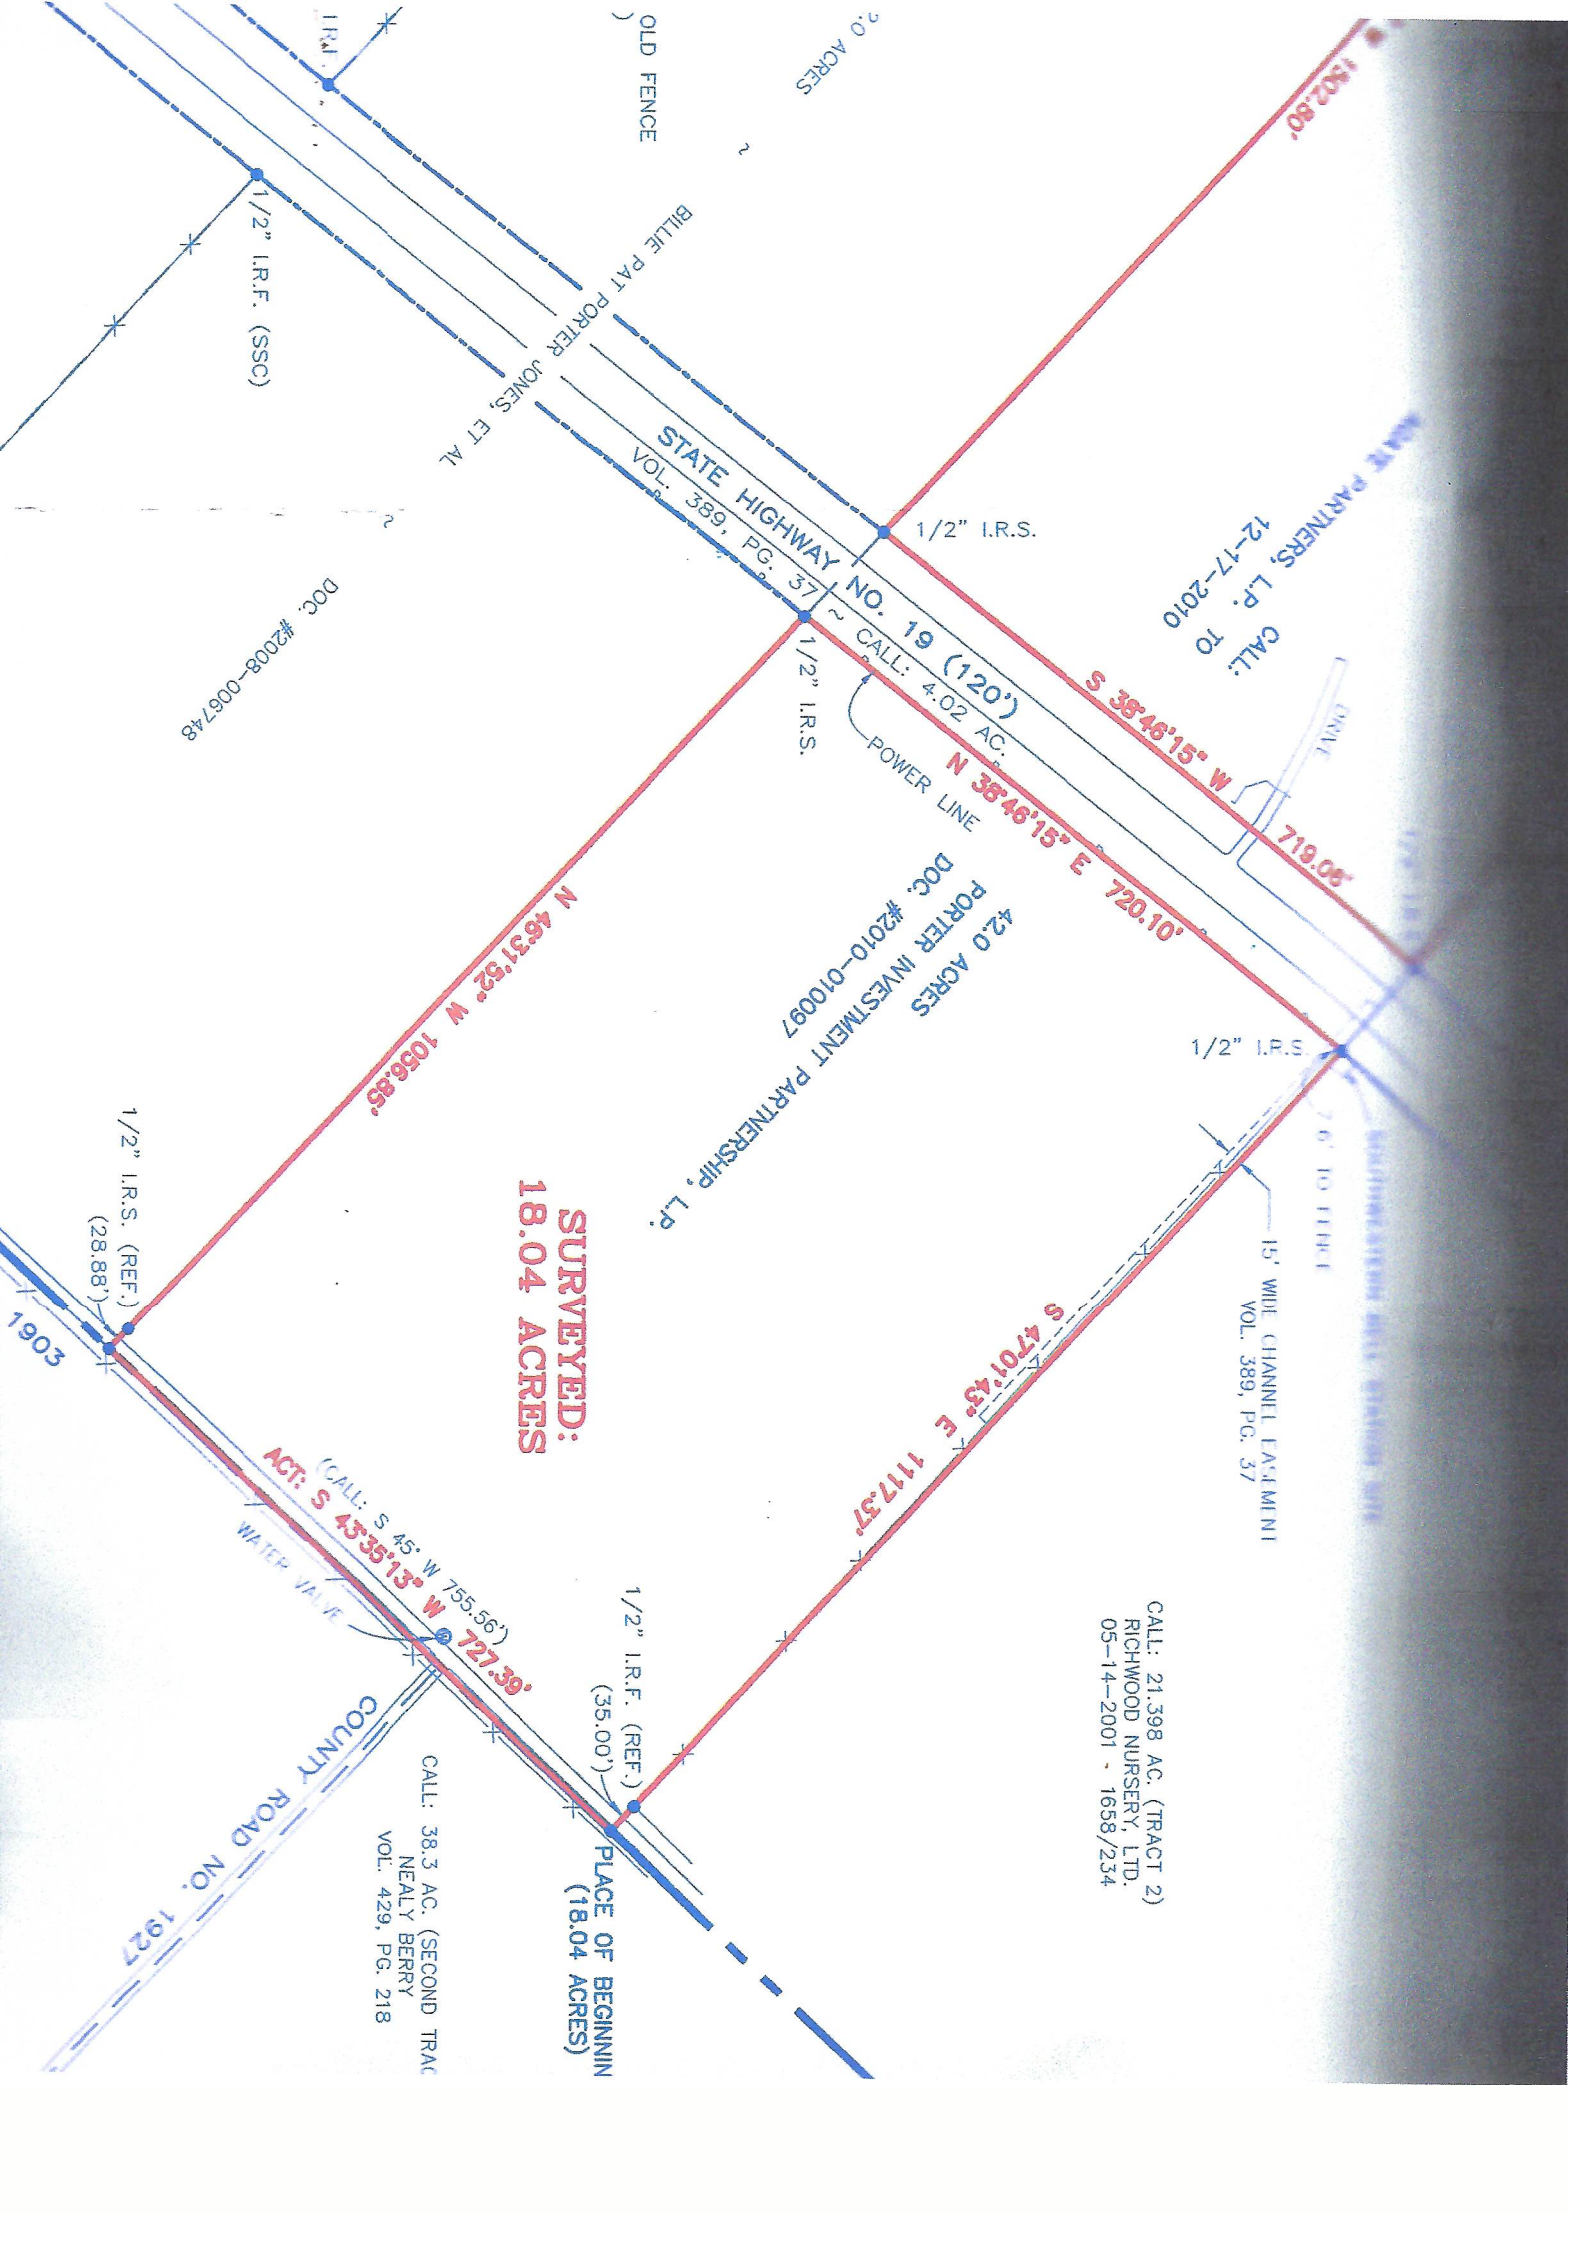 1502.80'
2.0 ACRES
OLD FENCE
)
I.R.F.
~
1/2" I.R.F. (SSC)
BILLIE PAT PORTER JONES, ET AL
~
DOC. #2008-006748
PARTNERS, L.P. CALL:
12-17-2010 TO
1/2" I.R.S.
STATE HIGHWAY NO. 19 (120')
VOL. 389, PG. 37 ~ CALL: 4.02 AC.
S 38°46'15" W 719.06'
DRIVE
1/2" I.R.S.
POWER LINE
N 38°46'15" E 720.10'
42.0 ACRES
PORTER INVESTMENT PARTNERSHIP, L.P.
DOC. #2010-010097
1/2" I.R.S.
7.6' TO FENCE
15' WIDE CHANNEL EASEMENT
VOL. 389, PG. 37
N 46°31'52" W 1056.85'
S 47°01'43" E 1117.37'
SURVEYED:
18.04 ACRES
1/2" I.R.S. (REF.)
(28.88')
1903
(CALL: S 45° W 755.56')
ACT: S 43°35'13" W 727.39'
WATER VALVE
1/2" I.R.F. (REF.)
(35.00')
CALL: 21.398 AC. (TRACT 2)
RICHWOOD NURSERY, LTD.
05-14-2001 - 1658/234
PLACE OF BEGINNIN
(18.04 ACRES)
CALL: 38.3 AC. (SECOND TRAC
NEALY BERRY
VOL. 429, PG. 218
COUNTY ROAD NO. 1927